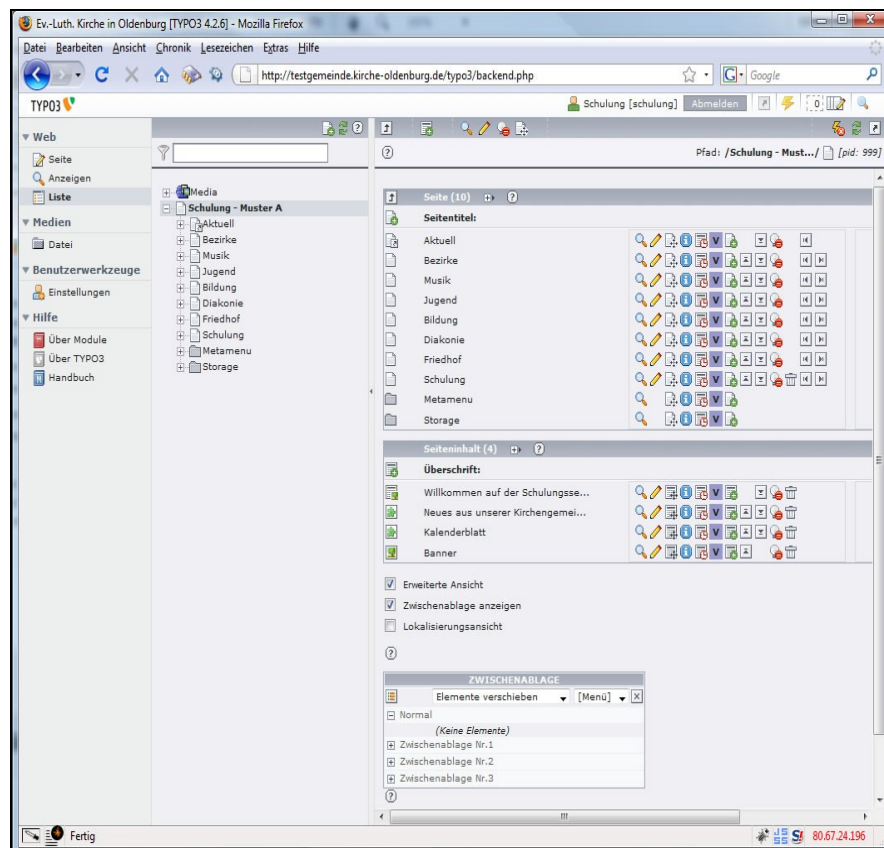 Ev.-Luth. Kirche in Oldenburg [TYPO3 4.2.6] - Mozilla Firefox
Datei Bearbeiten Ansicht Chronik Lesezeichen Extras Hilfe
http://testgemeinde.kirche-oldenburg.de/typo3/backend.php
G Google
TYPO3 Schulung [schulung] Abmelden 0
Web
Seite
Anzeigen
Liste
Medien
Datei
Benutzerwerkzeuge
Einstellungen
Hilfe
Über Module
Über TYPO3
Handbuch
Media
Schulung - Muster A
Aktuell
Bezirke
Musik
Jugend
Bildung
Diakonie
Friedhof
Schulung
Metamenu
Storage
Pfad: /Schulung - Must.../ [pid: 999]
Seite (10)
Seitentitel:
Aktuell
Bezirke
Musik
Jugend
Bildung
Diakonie
Friedhof
Schulung
Metamenu
Storage
Seiteninhalt (4)
Überschrift:
Willkommen auf der Schulungsse...
Neues aus unserer Kirchengemei...
Kalenderblatt
Banner
Erweiterte Ansicht
Zwischenablage anzeigen
Lokalisierungsansicht
ZWISCHENABLAGE
Elemente verschieben [Menü]
Normal
(Keine Elemente)
Zwischenablage Nr.1
Zwischenablage Nr.2
Zwischenablage Nr.3
Fertig 80.67.24.196